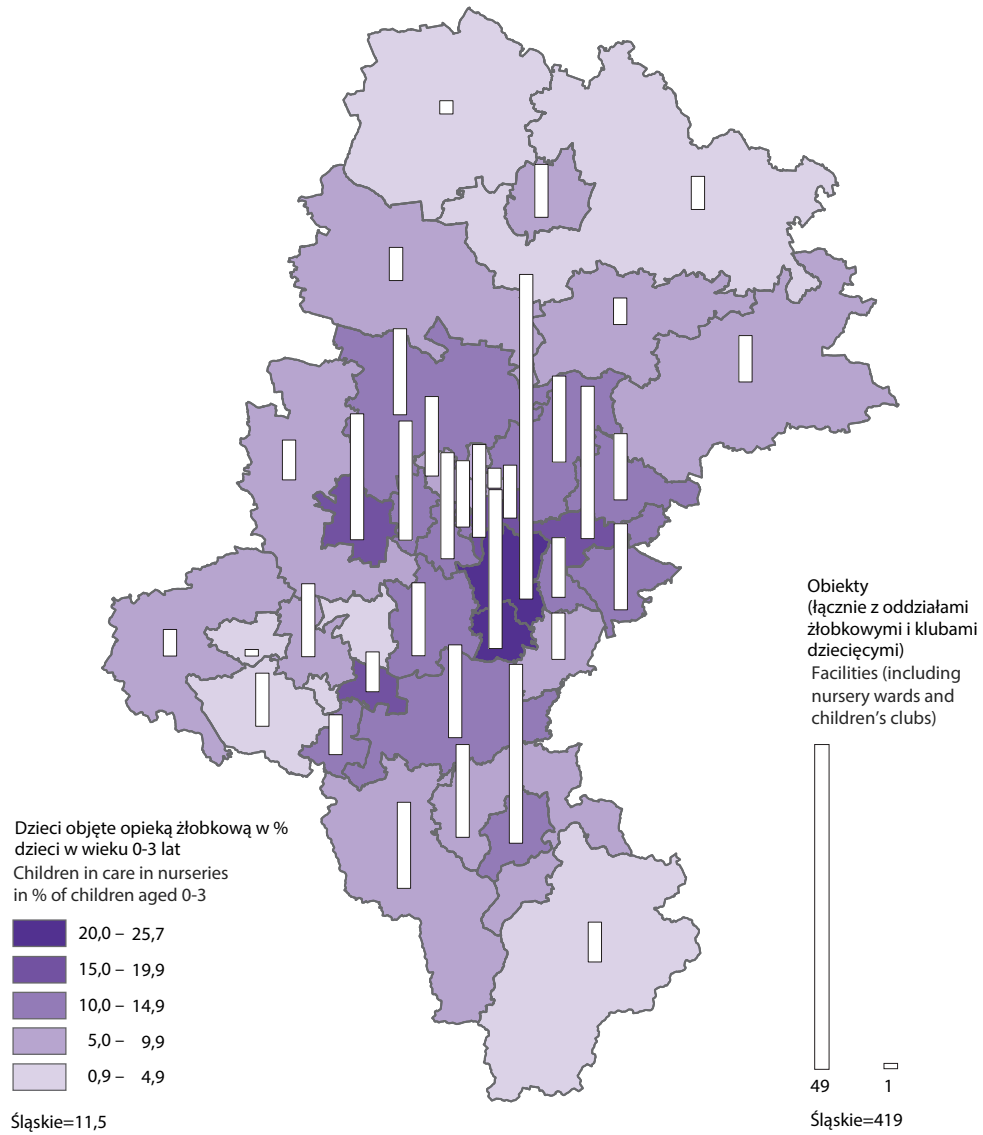 Obiekty
(łącznie z oddziałami
żłobkowymi i klubami
dziecięcymi)
Facilities (including
nursery wards and
children’s clubs)
49 1
Śląskie=419
Dzieci objęte opieką żłobkową w %
dzieci w wieku 0-3 lat
Children in care in nurseries
in % of children aged 0-3
20,0 – 25,7
15,0 – 19,9
10,0 – 14,9
5,0 – 9,9
0,9 – 4,9
Śląskie=11,5